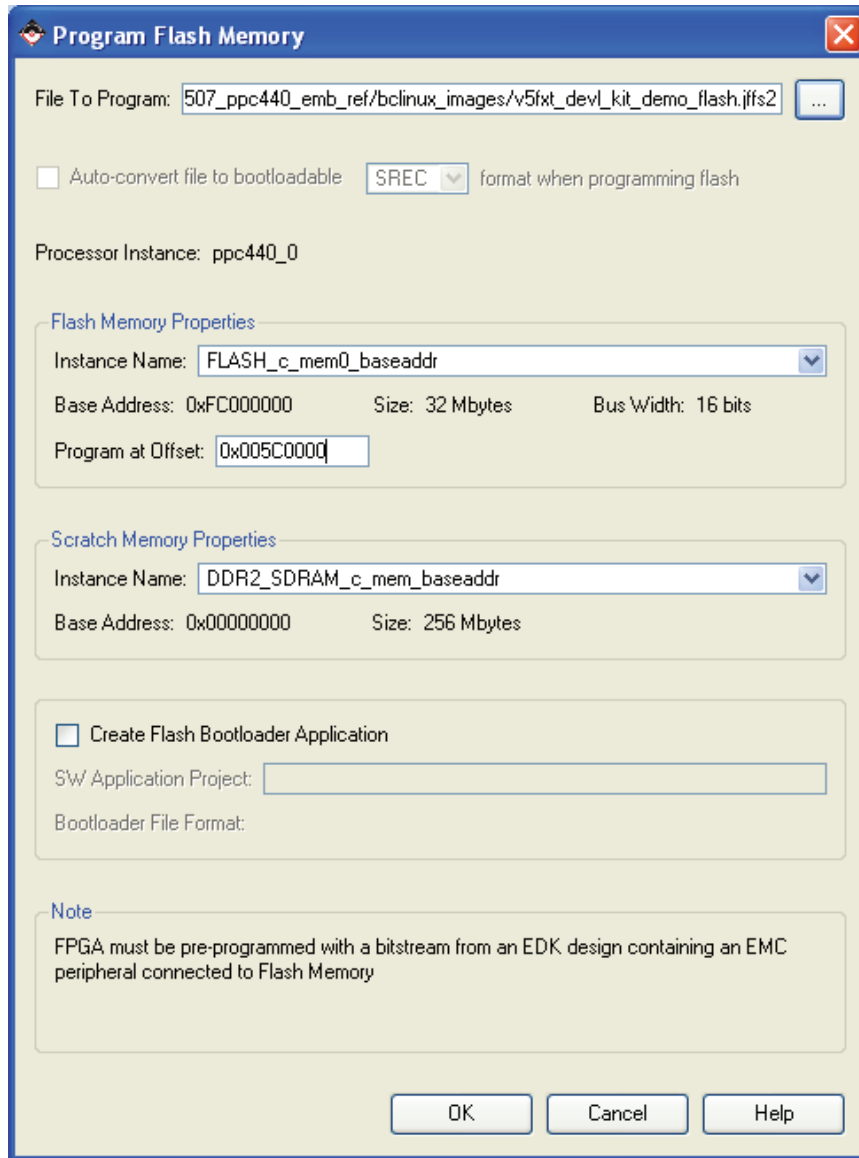 Program Flash Memory
File To Program: 507_ppc440_emb_ref/bclinux_images/v5fxt_devl_kit_demo_flash.jffs2 ...
Auto-convert file to bootloadable SREC format when programming flash
Processor Instance: ppc440_0
Flash Memory Properties
Instance Name: FLASH_c_mem0_baseaddr
Base Address: 0xFC000000 Size: 32 Mbytes Bus Width: 16 bits
Program at Offset: 0x005C0000
Scratch Memory Properties
Instance Name: DDR2_SDRAM_c_mem_baseaddr
Base Address: 0x00000000 Size: 256 Mbytes
Create Flash Bootloader Application
SW Application Project:
Bootloader File Format:
Note
FPGA must be pre-programmed with a bitstream from an EDK design containing an EMC
peripheral connected to Flash Memory
OK Cancel Help